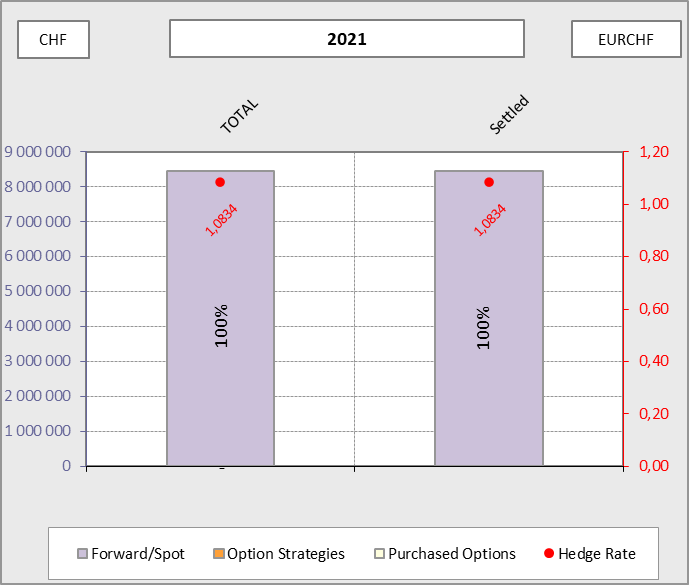 CHF
2021
EURCHF
TOTAL
Settled
9 000 000
8 000 000
7 000 000
6 000 000
5 000 000
4 000 000
3 000 000
2 000 000
1 000 000
0
1,0834
100%
1,0834
100%
1,20
1,00
0,80
0,60
0,40
0,20
0,00
Forward/Spot Option Strategies Purchased Options Hedge Rate